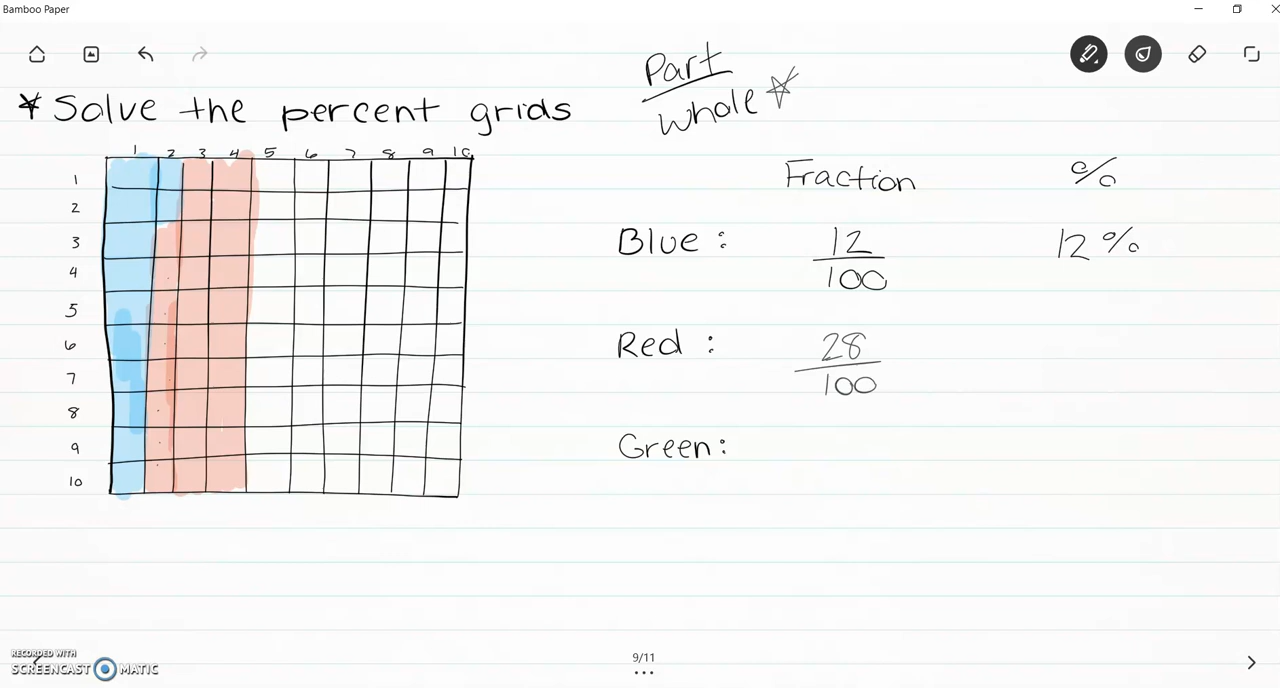 Bamboo Paper
Part
whole
Solve the percent grids
1 2 3 4 5 6 7 8 9 10
Fraction %
1
2
3
4
5
6
7
8
9
10
Blue: 12/100 12%
Red: 28/100
Green:
RECORDED WITH
SCREENCAST MATIC
9/11